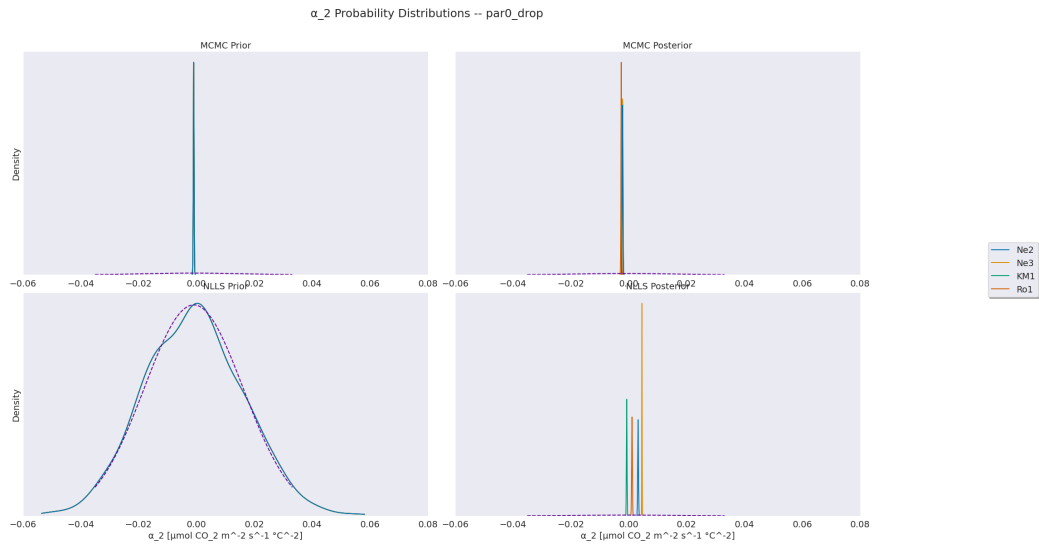 α_2 Probability Distributions -- par0_drop
MCMC Prior
MCMC Posterior
Density
−0.06 −0.04 −0.02 0.00 0.02 0.04 0.06 0.08
−0.06 −0.04 −0.02 0.00 0.02 0.04 0.06 0.08
NLLS Prior
NLLS Posterior
Density
−0.06 −0.04 −0.02 0.00 0.02 0.04 0.06 0.08
−0.06 −0.04 −0.02 0.00 0.02 0.04 0.06 0.08
α_2 [μmol CO_2 m^-2 s^-1 °C^-2]
α_2 [μmol CO_2 m^-2 s^-1 °C^-2]
Ne2
Ne3
KM1
Ro1